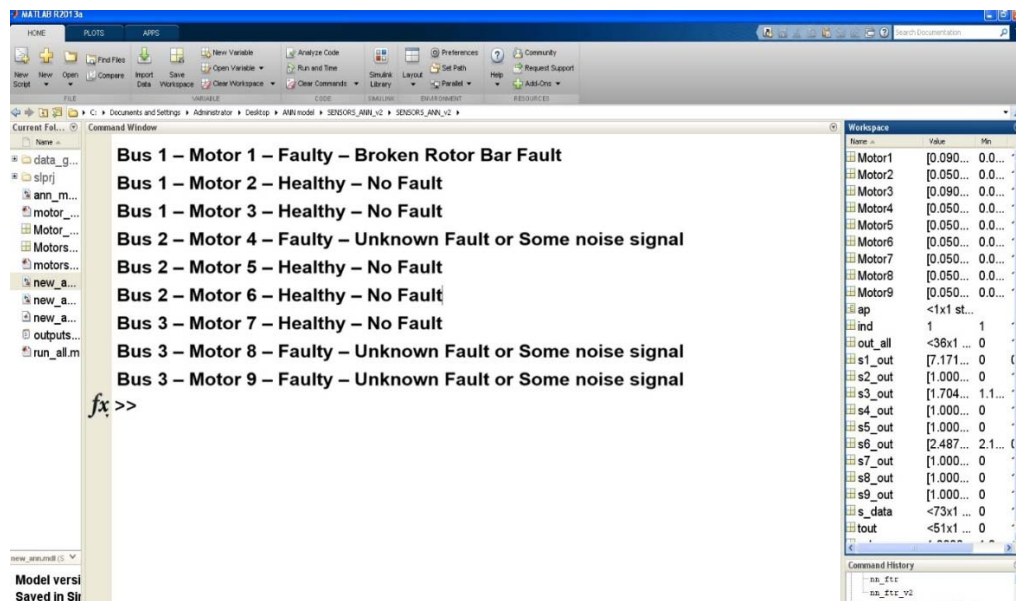 MATLAB R2013a
HOME PLOTS APPS
Search Documentation
New Script
New
Open
Find Files
Compare
Import Data
Save Workspace
New Variable
Open Variable
Clear Workspace
Analyze Code
Run and Time
Clear Commands
Simulink Library
Layout
Preferences
Set Path
Parallel
Help
Community
Request Support
Add-Ons
FILE VARIABLE CODE SIMULINK ENVIRONMENT RESOURCES
C: Documents and Settings Administrator Desktop ANN model SENSORS_ANN_v2 SENSORS_ANN_v2
Current Fol...
Name
data_g...
slprj
ann_m...
motor_...
Motor_...
Motors...
motors...
new_a...
new_a...
new_a...
outputs...
run_all.m
new_ann.mdl (S
Model versi
Saved in Sir
Command Window
Bus 1 – Motor 1 – Faulty – Broken Rotor Bar Fault
Bus 1 – Motor 2 – Healthy – No Fault
Bus 1 – Motor 3 – Healthy – No Fault
Bus 2 – Motor 4 – Faulty – Unknown Fault or Some noise signal
Bus 2 – Motor 5 – Healthy – No Fault
Bus 2 – Motor 6 – Healthy – No Fault
Bus 3 – Motor 7 – Healthy – No Fault
Bus 3 – Motor 8 – Faulty – Unknown Fault or Some noise signal
Bus 3 – Motor 9 – Faulty – Unknown Fault or Some noise signal
fx >>
Workspace
Name Value Min
Motor1 [0.090... 0.0...
Motor2 [0.050... 0.0...
Motor3 [0.090... 0.0...
Motor4 [0.050... 0.0...
Motor5 [0.050... 0.0...
Motor6 [0.050... 0.0...
Motor7 [0.050... 0.0...
Motor8 [0.050... 0.0...
Motor9 [0.050... 0.0...
ap <1x1 st...
ind 1 1
out_all <36x1 ... 0
s1_out [7.171... 0
s2_out [1.000... 0
s3_out [1.704... 1.1...
s4_out [1.000... 0
s5_out [1.000... 0
s6_out [2.487... 2.1...
s7_out [1.000... 0
s8_out [1.000... 0
s9_out [1.000... 0
s_data <73x1 ... 0
tout <51x1 ... 0
Command History
nn_ftr
nn_ftr_v2